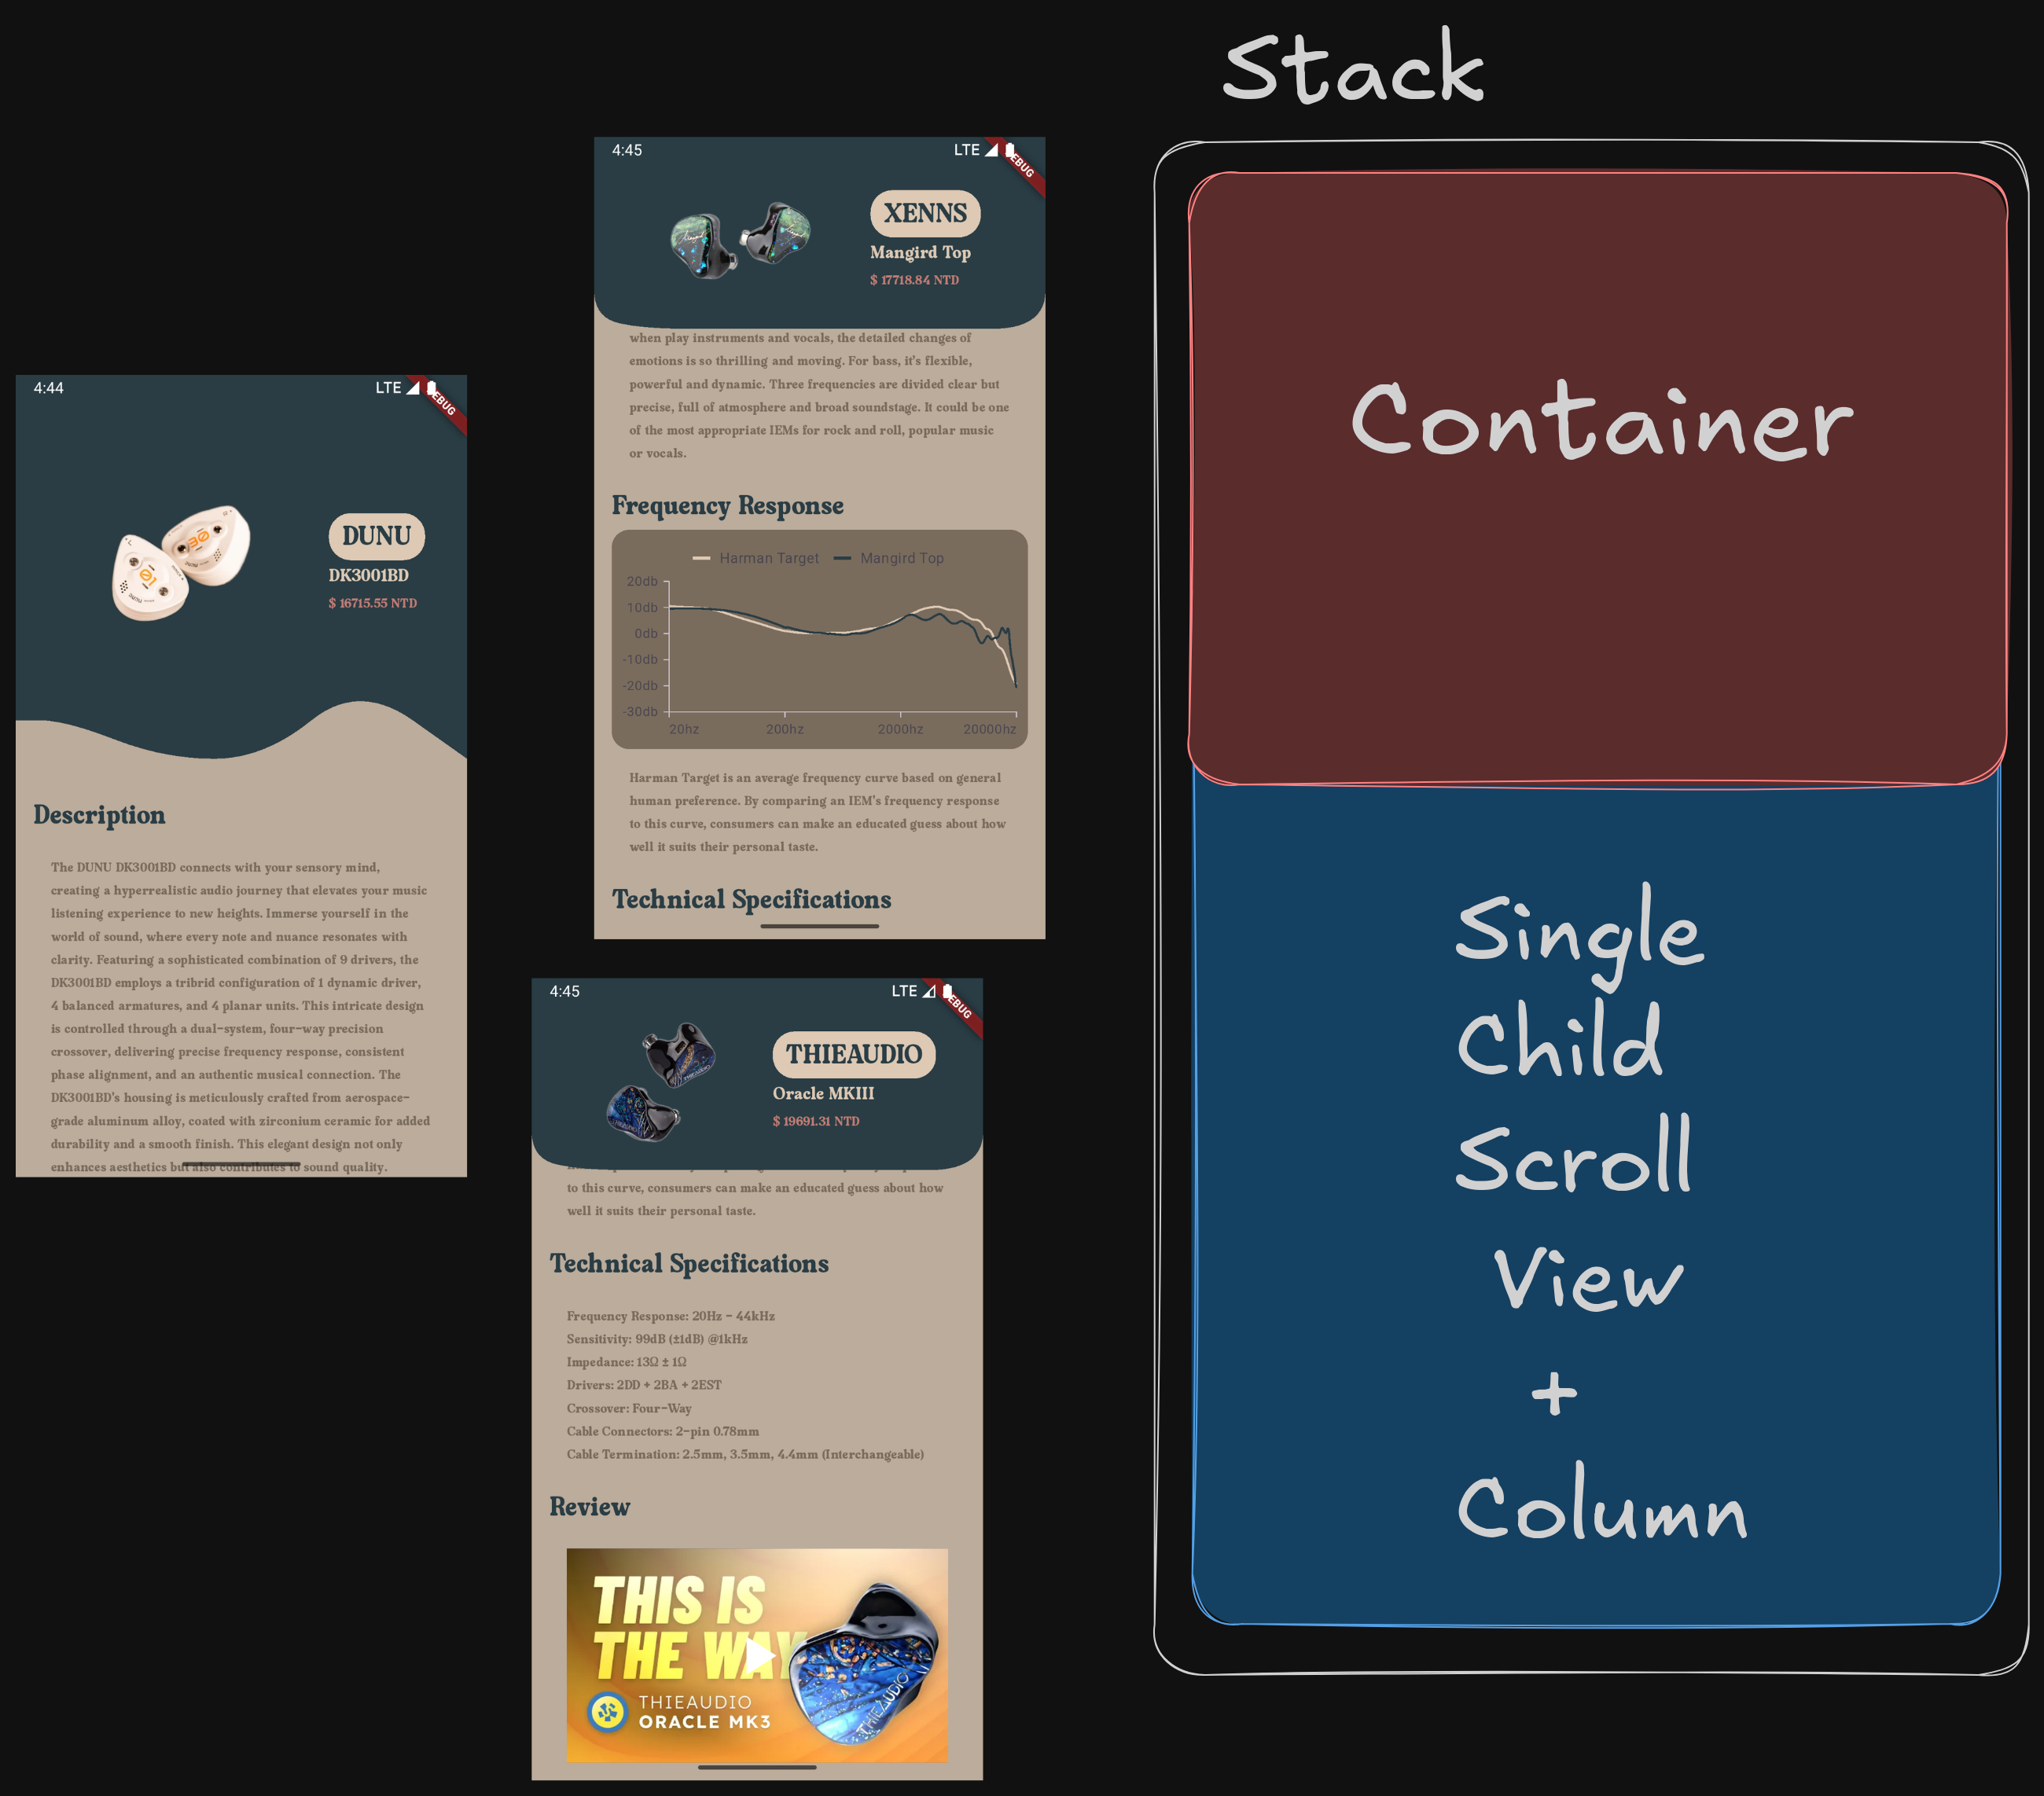 Stack
Container
Single
Child
Scroll
View
+
Column
4:44
LTE
EBUG
DUNU
DK3001BD
$ 16715.55 NTD
Description
The DUNU DK3001BD connects with your sensory mind,
creating a hyperrealistic audio journey that elevates your music
listening experience to new heights. Immerse yourself in the
world of sound, where every note and nuance resonates with
clarity. Featuring a sophisticated combination of 9 drivers, the
DK3001BD employs a tribrid configuration of 1 dynamic driver,
4 balanced armatures, and 4 planar units. This intricate design
is controlled through a dual-system, four-way precision
crossover, delivering precise frequency response, consistent
phase alignment, and an authentic musical connection. The
DK3001BD's housing is meticulously crafted from aerospace-
grade aluminum alloy, coated with zirconium ceramic for added
durability and a smooth finish. This elegant design not only
enhances aesthetics but also contributes to sound quality.
4:45
LTE
EBUG
XENNS
Mangird Top
$ 17718.84 NTD
when play instruments and vocals, the detailed changes of
emotions is so thrilling and moving. For bass, it's flexible,
powerful and dynamic. Three frequencies are divided clear but
precise, full of atmosphere and broad soundstage. It could be one
of the most appropriate IEMs for rock and roll, popular music
or vocals.
Frequency Response
Harman Target Mangird Top
20db
10db
0db
-10db
-20db
-30db
20hz 200hz 2000hz 20000hz
Harman Target is an average frequency curve based on general
human preference. By comparing an IEM's frequency response
to this curve, consumers can make an educated guess about how
well it suits their personal taste.
Technical Specifications
4:45
LTE
EBUG
THIEAUDIO
Oracle MKIII
$ 19691.31 NTD
to this curve, consumers can make an educated guess about how
well it suits their personal taste.
Technical Specifications
Frequency Response: 20Hz - 44kHz
Sensitivity: 99dB (±1dB) @1kHz
Impedance: 13Ω ± 1Ω
Drivers: 2DD + 2BA + 2EST
Crossover: Four-Way
Cable Connectors: 2-pin 0.78mm
Cable Termination: 2.5mm, 3.5mm, 4.4mm (Interchangeable)
Review
THIS IS
THE WAY
THIEAUDIO
ORACLE MK3
THIEAUDIO